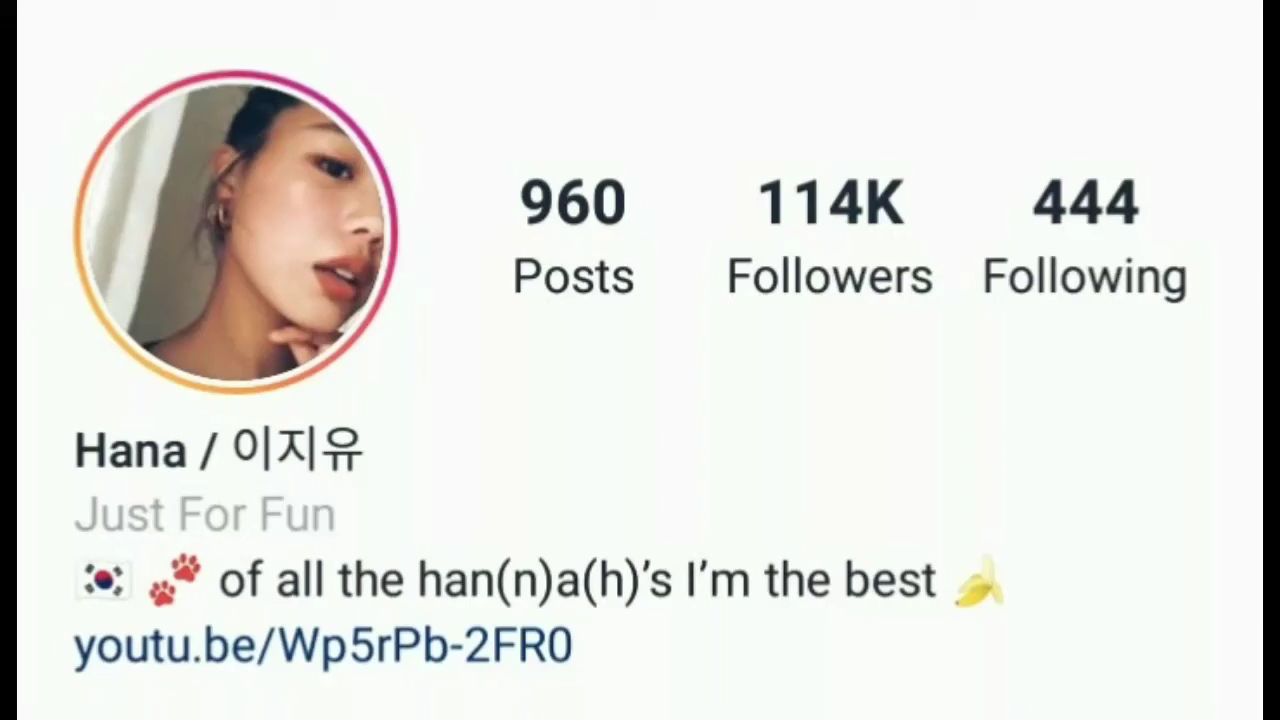 960 114K 444
Posts Followers Following
Hana / 이지유
Just For Fun
🇰🇷 🐾 of all the han(n)a(h)’s I’m the best 🍌
youtu.be/Wp5rPb-2FR0